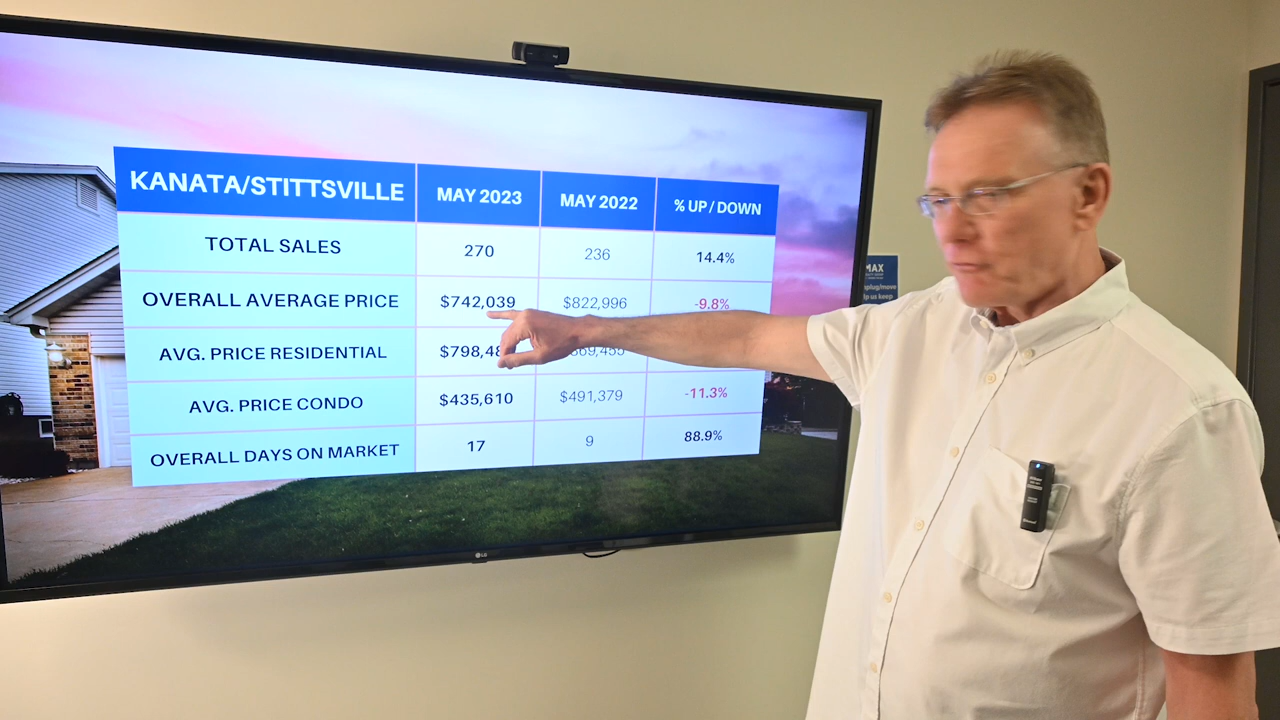 KANATA/STITTSVILLE MAY 2023 MAY 2022 % UP / DOWN
TOTAL SALES 270 236 14.4%
OVERALL AVERAGE PRICE $742,039 $822,996 -9.8%
AVG. PRICE RESIDENTIAL
AVG. PRICE CONDO $435,610 $491,379 -11.3%
OVERALL DAYS ON MARKET 17 9 88.9%
LG
MAX